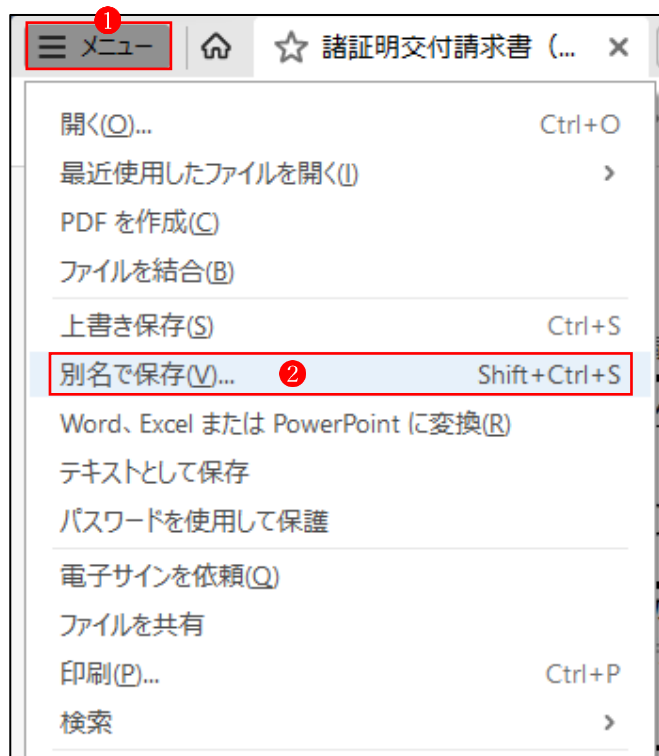 1
メニュー 諸証明交付請求書（...
開く(O)... Ctrl+O
最近使用したファイルを開く(I)
PDF を作成(C)
ファイルを結合(B)
上書き保存(S) Ctrl+S
別名で保存(V)... 2 Shift+Ctrl+S
Word、Excel または PowerPoint に変換(R)
テキストとして保存
パスワードを使用して保護
電子サインを依頼(Q)
ファイルを共有
印刷(P)... Ctrl+P
検索